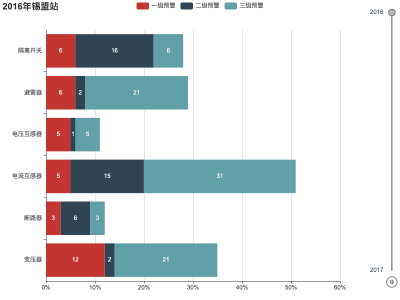 2016年锡盟站
一级预警 二级预警 三级预警
2016
隔离开关 6 16 6
避雷器 6 2 21
电压互感器 5 1 5
电流互感器 5 15 31
断路器 3 6 3
变压器 12 2 21
2017
0% 10% 20% 30% 40% 50% 60%